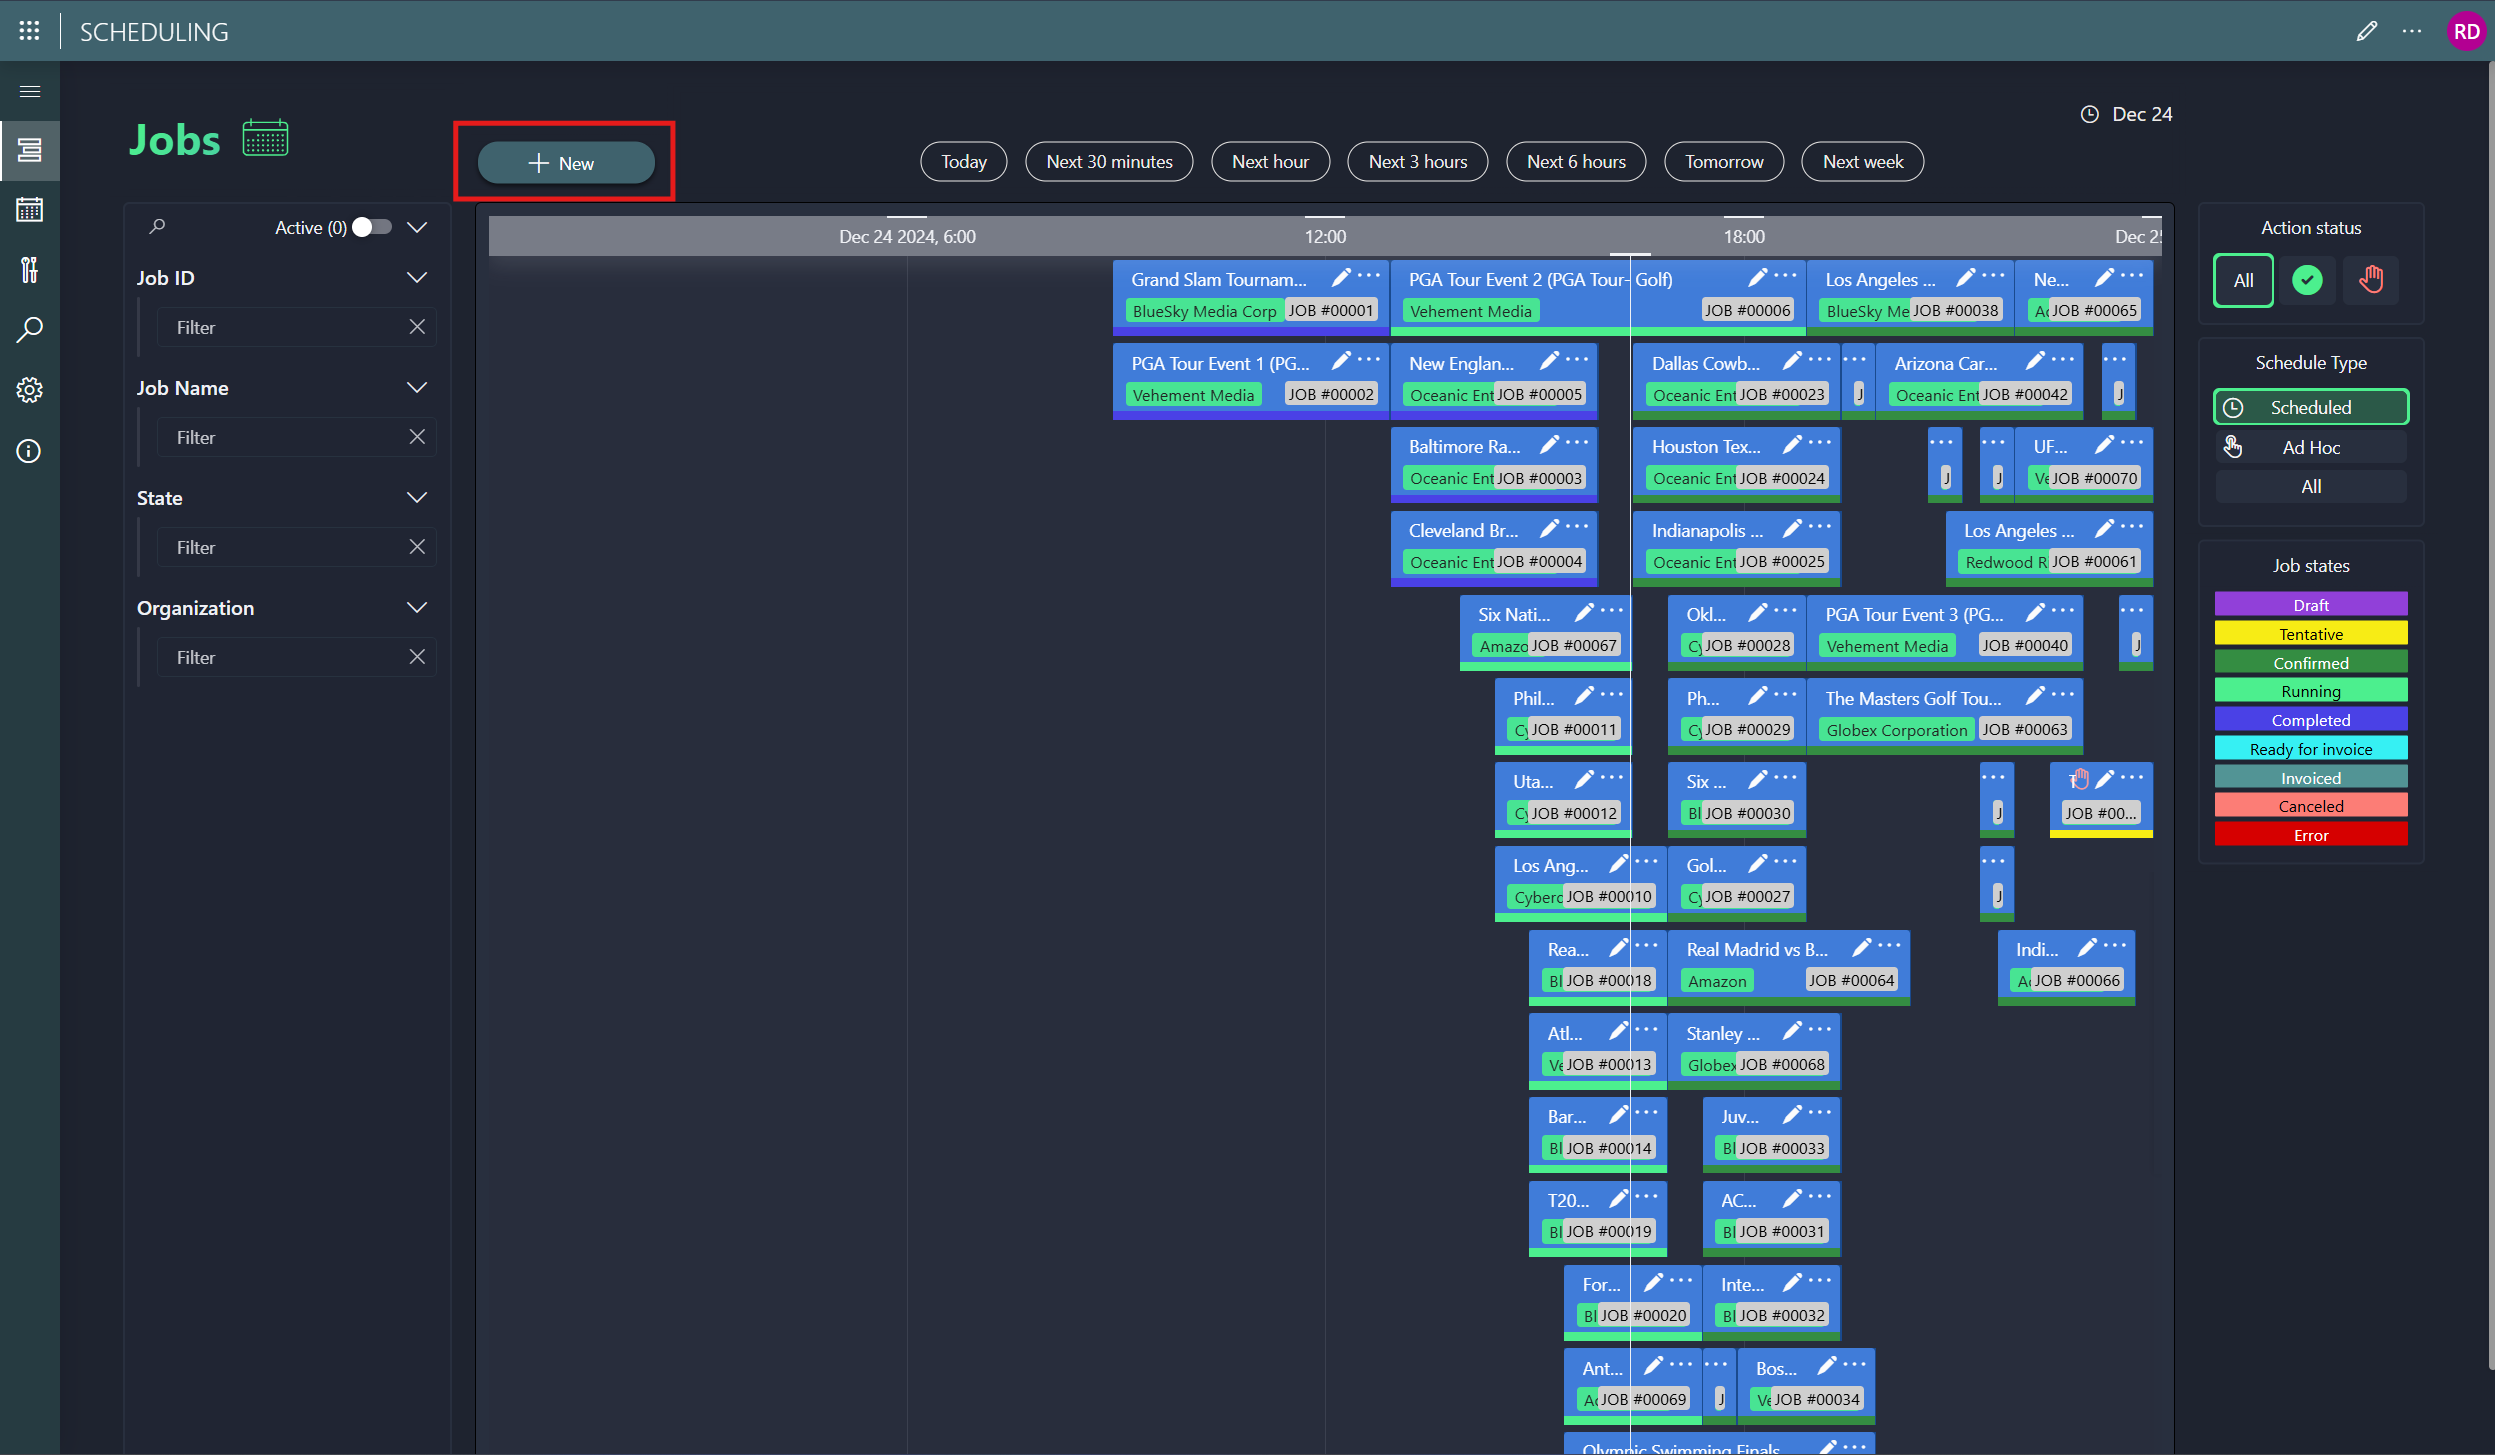 SCHEDULING
RD
Jobs
New
Today
Next 30 minutes
Next hour
Next 3 hours
Next 6 hours
Tomorrow
Next week
Dec 24
Active (0)
Job ID
Filter
Job Name
Filter
State
Filter
Organization
Filter
Dec 24 2024, 6:00
12:00
18:00
Grand Slam Tournam...
BlueSky Media Corp
JOB #00001
PGA Tour Event 2 (PGA Tour- Golf)
Vehement Media
JOB #00006
Los Angeles ...
BlueSky Me
JOB #00038
Ne...
JOB #00065
PGA Tour Event 1 (PG...
Vehement Media
JOB #00002
New Englan...
Oceanic Ent
JOB #00005
Dallas Cowb...
Oceanic Ent
JOB #00023
J
Arizona Car...
Oceanic Ent
JOB #00042
J
Baltimore Ra...
Oceanic Ent
JOB #00003
Houston Tex...
Oceanic Ent
JOB #00024
J
J
UF...
JOB #00070
Cleveland Br...
Oceanic Ent
JOB #00004
Indianapolis ...
Oceanic Ent
JOB #00025
Los Angeles ...
Redwood R
JOB #00061
Six Nati...
Amazo
JOB #00067
Okl...
JOB #00028
PGA Tour Event 3 (PG...
Vehement Media
JOB #00040
J
Phil...
JOB #00011
Ph...
JOB #00029
The Masters Golf Tou...
Globex Corporation
JOB #00063
Uta...
JOB #00012
Six ...
Bl
JOB #00030
J
JOB #00...
Los Ang...
Cyberd
JOB #00010
Gol...
JOB #00027
J
Rea...
Bl
JOB #00018
Real Madrid vs B...
Amazon
JOB #00064
Indi...
JOB #00066
Atl...
JOB #00013
Stanley ...
Globex
JOB #00068
Bar...
Bl
JOB #00014
Juv...
Bl
JOB #00033
T20...
Bl
JOB #00019
AC...
Bl
JOB #00031
For...
Bl
JOB #00020
Inte...
Bl
JOB #00032
Ant...
JOB #00069
J
Bos...
JOB #00034
Olympic Swimming Finals
Action status
All
Schedule Type
Scheduled
Ad Hoc
All
Job states
Draft
Tentative
Confirmed
Running
Completed
Ready for invoice
Invoiced
Canceled
Error